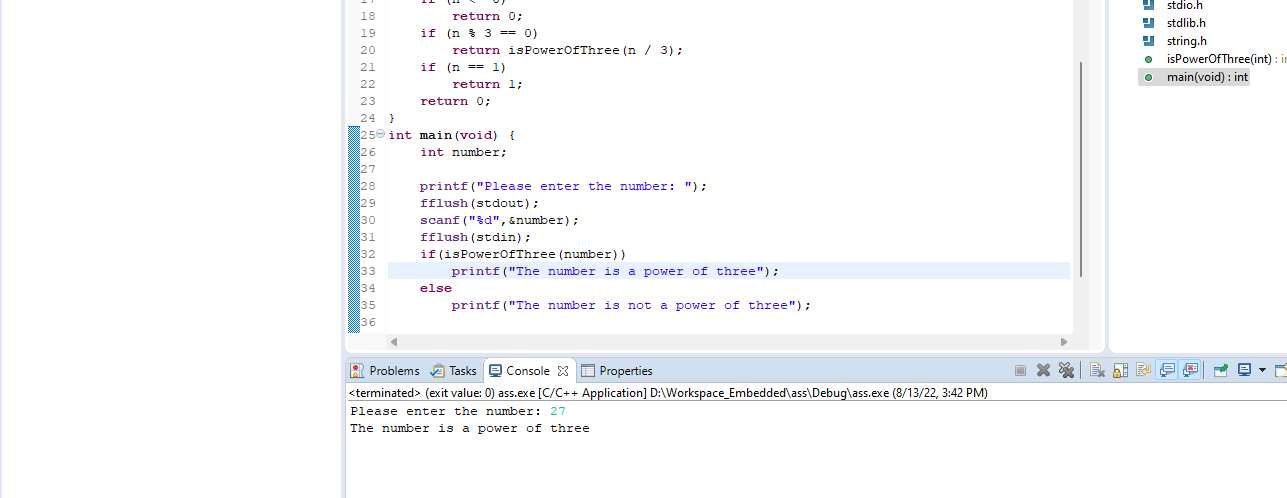 17 if (n <= 0)
18 return 0;
19 if (n % 3 == 0)
20 return isPowerOfThree(n / 3);
21 if (n == 1)
22 return 1;
23 return 0;
24 }
25 int main(void) {
26 int number;
27
28 printf("Please enter the number: ");
29 fflush(stdout);
30 scanf("%d",&number);
31 fflush(stdin);
32 if(isPowerOfThree(number))
33 printf("The number is a power of three");
34 else
35 printf("The number is not a power of three");
36
stdio.h
stdlib.h
string.h
isPowerOfThree(int) : i
main(void) : int
Problems Tasks Console Properties
<terminated> (exit value: 0) ass.exe [C/C++ Application] D:\Workspace_Embedded\ass\Debug\ass.exe (8/13/22, 3:42 PM)
Please enter the number: 27
The number is a power of three